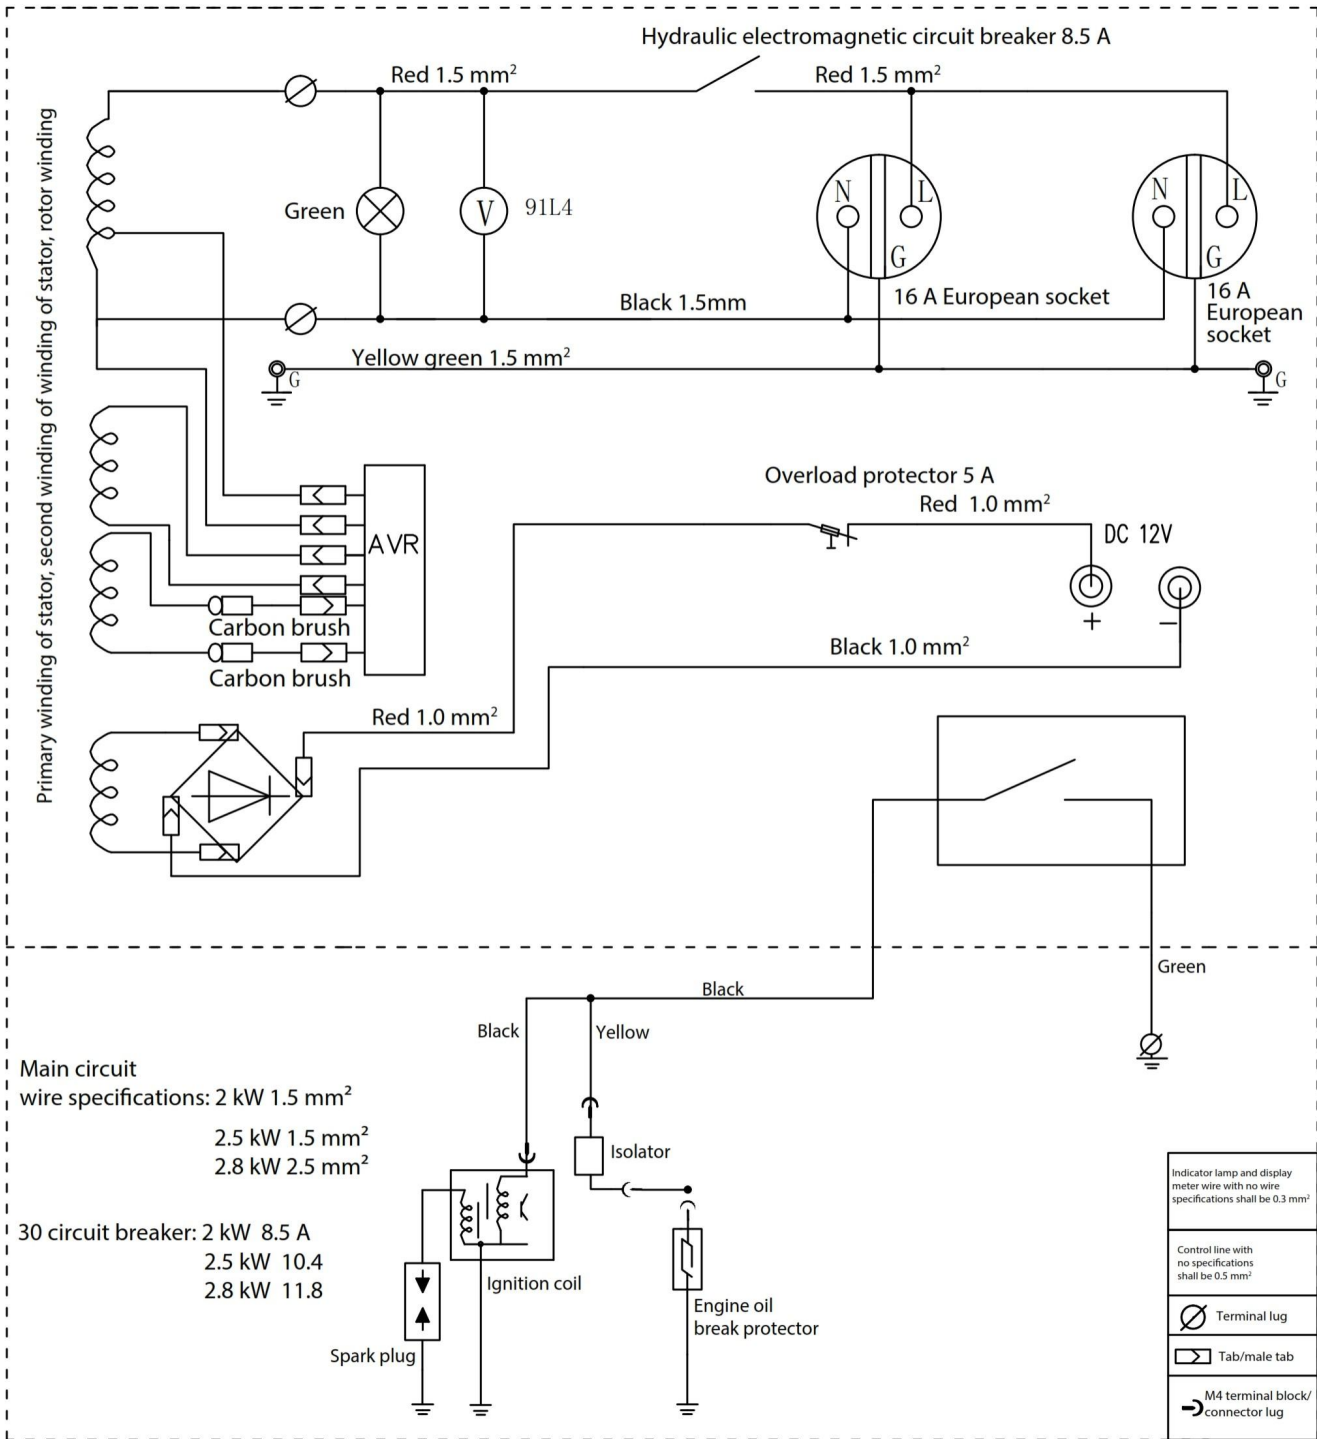 Hydraulic electromagnetic circuit breaker 8.5 A
Red 1.5 mm²
Red 1.5 mm²
Primary winding of stator, second winding of winding of stator, rotor winding
Green
V
91L4
N
L
G
N
L
G
16 A European socket
16 A
European
socket
Black 1.5mm
Yellow green 1.5 mm²
G
G
AVR
Carbon brush
Carbon brush
Overload protector 5 A
Red 1.0 mm²
DC 12V
+
−
Black 1.0 mm²
Red 1.0 mm²
Green
Black
Black
Yellow
Main circuit
wire specifications: 2 kW 1.5 mm²
2.5 kW 1.5 mm²
2.8 kW 2.5 mm²
30 circuit breaker: 2 kW 8.5 A
2.5 kW 10.4
2.8 kW 11.8
Isolator
Ignition coil
Spark plug
Engine oil
break protector
Indicator lamp and display
meter wire with no wire
specifications shall be 0.3 mm²
Control line with
no specifications
shall be 0.5 mm²
Terminal lug
Tab/male tab
M4 terminal block/
connector lug